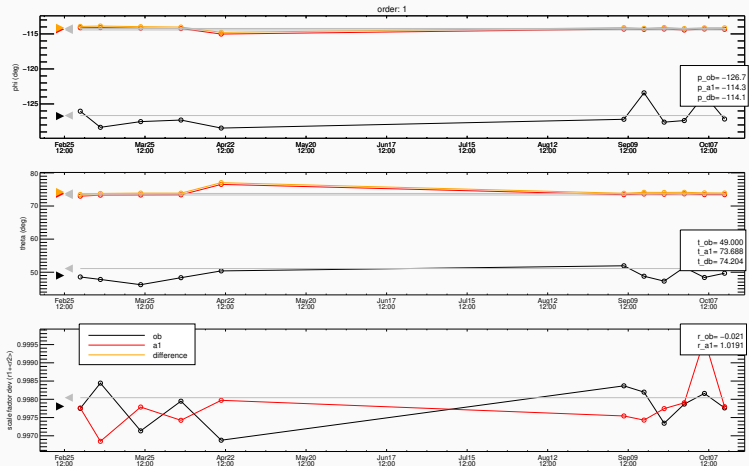 order: 1
phi (deg)
-115
-120
-125
p_ob= -126.7
p_a1= -114.3
p_db= -114.1
Feb25 Mar25 Apr22 May20 Jun17 Jul15 Aug12 Sep09 Oct07
12:00 12:00 12:00 12:00 12:00 12:00 12:00 12:00 12:00
theta (deg)
80
70
60
50
t_ob= 49.000
t_a1= 73.688
t_db= 74.204
Feb25 Mar25 Apr22 May20 Jun17 Jul15 Aug12 Sep09 Oct07
12:00 12:00 12:00 12:00 12:00 12:00 12:00 12:00 12:00
scale-factor dev (r1=<r2>)
0.9995
0.9990
0.9985
0.9980
0.9975
0.9970
ob
a1
difference
r_ob= -0.021
r_a1= 1.0191
Feb25 Mar25 Apr22 May20 Jun17 Jul15 Aug12 Sep09 Oct07
12:00 12:00 12:00 12:00 12:00 12:00 12:00 12:00 12:00